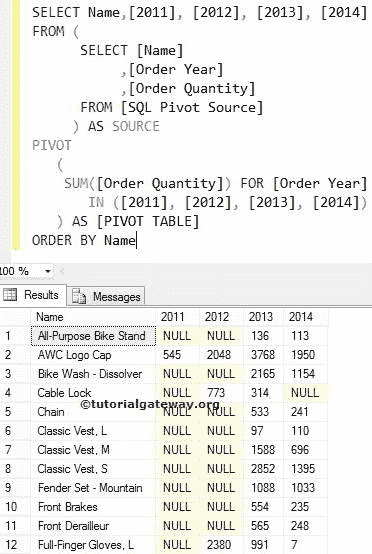 SELECT Name,[2011], [2012], [2013], [2014]
FROM (
SELECT [Name]
,[Order Year]
,[Order Quantity]
FROM [SQL Pivot Source]
) AS SOURCE
PIVOT
(
SUM([Order Quantity]) FOR [Order Year]
IN ([2011], [2012], [2013], [2014])
) AS [PIVOT TABLE]
ORDER BY Name
100 %
Results Messages
Name 2011 2012 2013 2014
1 All-Purpose Bike Stand NULL NULL 136 113
2 AWC Logo Cap 545 2048 3768 1950
3 Bike Wash - Dissolver NULL NULL 2165 1154
4 Cable Lock NULL 773 314 NULL
©tutorialgateway.org
5 Chain NULL NULL 533 241
6 Classic Vest, L NULL NULL 97 110
7 Classic Vest, M NULL NULL 1588 696
8 Classic Vest, S NULL NULL 2852 1395
9 Fender Set - Mountain NULL NULL 1088 1033
10 Front Brakes NULL NULL 554 235
11 Front Derailleur NULL NULL 565 248
12 Full-Finger Gloves, L NULL 2380 991 7